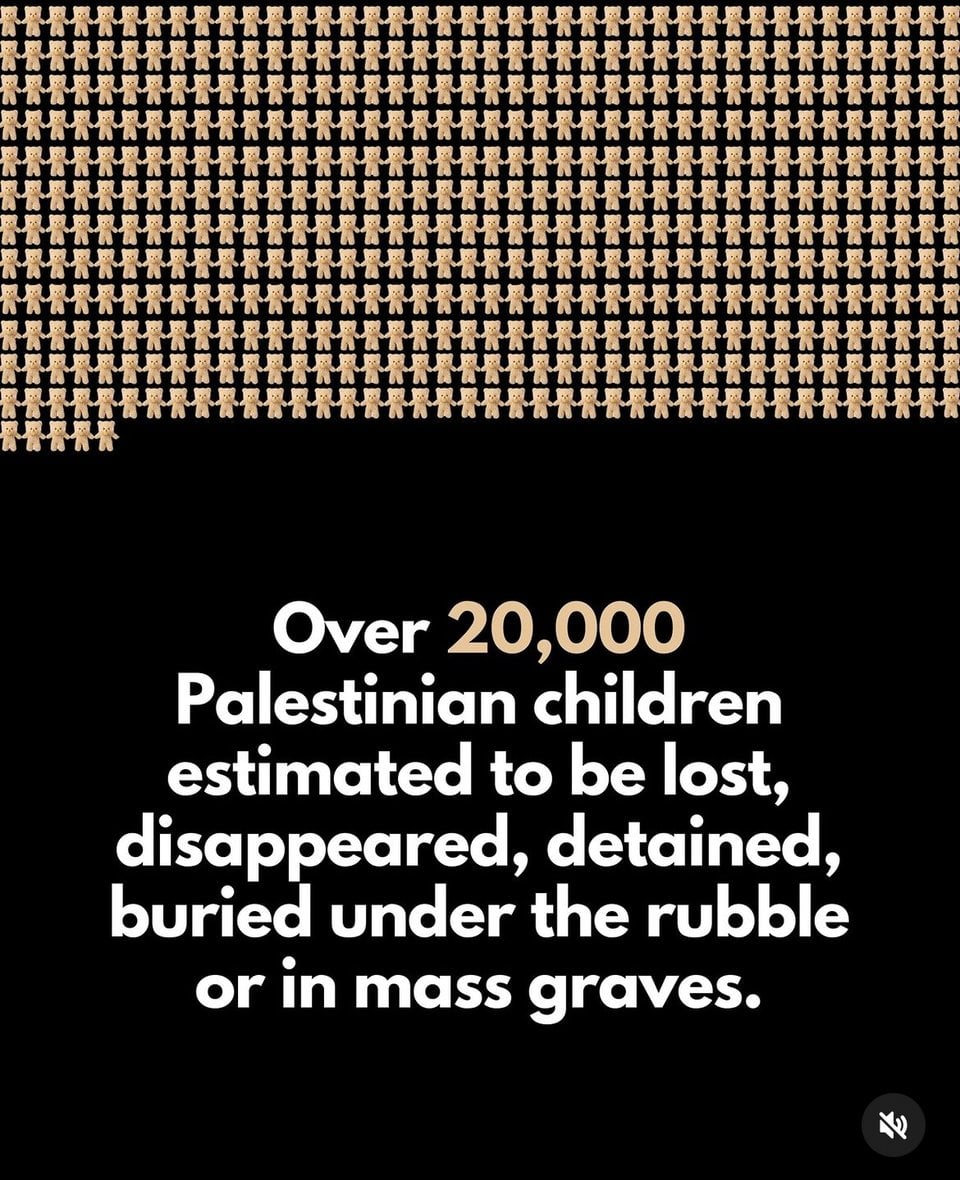 Over 20,000
Palestinian children
estimated to be lost,
disappeared, detained,
buried under the rubble
or in mass graves.